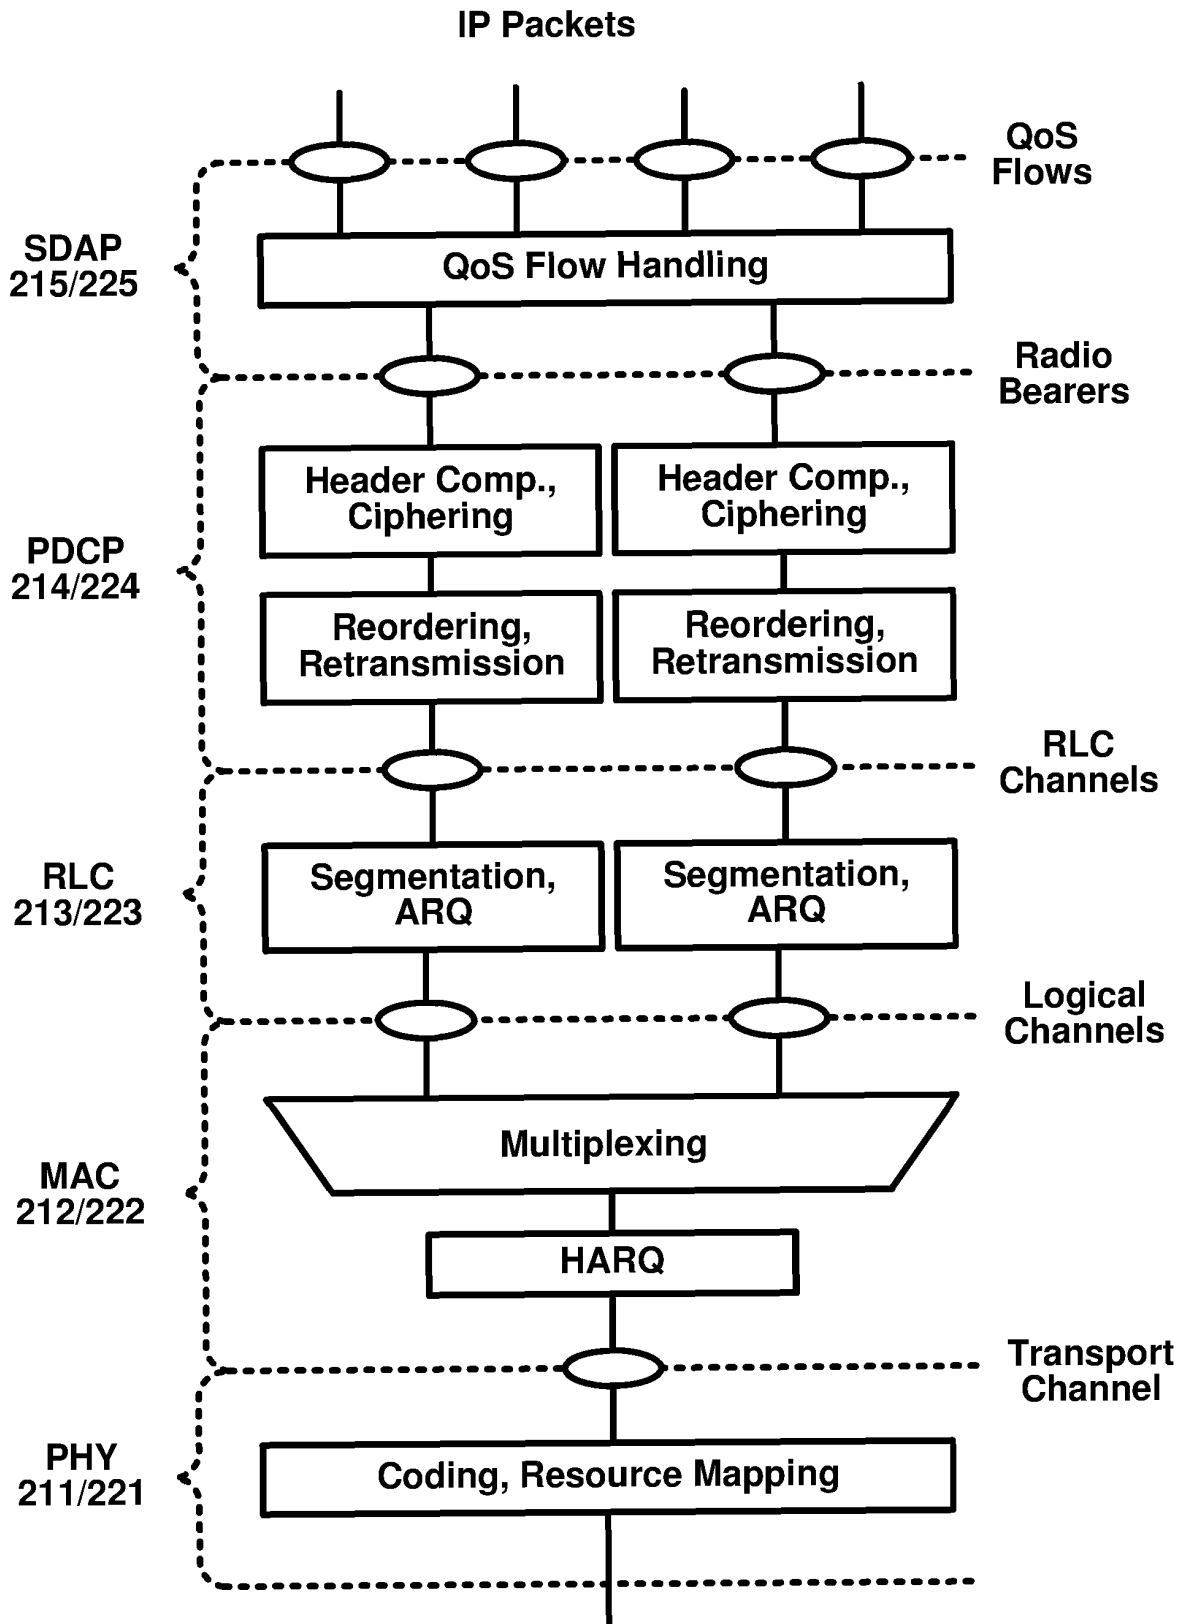 IP Packets
QoS
Flows
SDAP
215/225
QoS Flow Handling
Radio
Bearers
Header Comp.,
Ciphering
Header Comp.,
Ciphering
PDCP
214/224
Reordering,
Retransmission
Reordering,
Retransmission
RLC
Channels
RLC
213/223
Segmentation,
ARQ
Segmentation,
ARQ
Logical
Channels
Multiplexing
MAC
212/222
HARQ
Transport
Channel
PHY
211/221
Coding, Resource Mapping